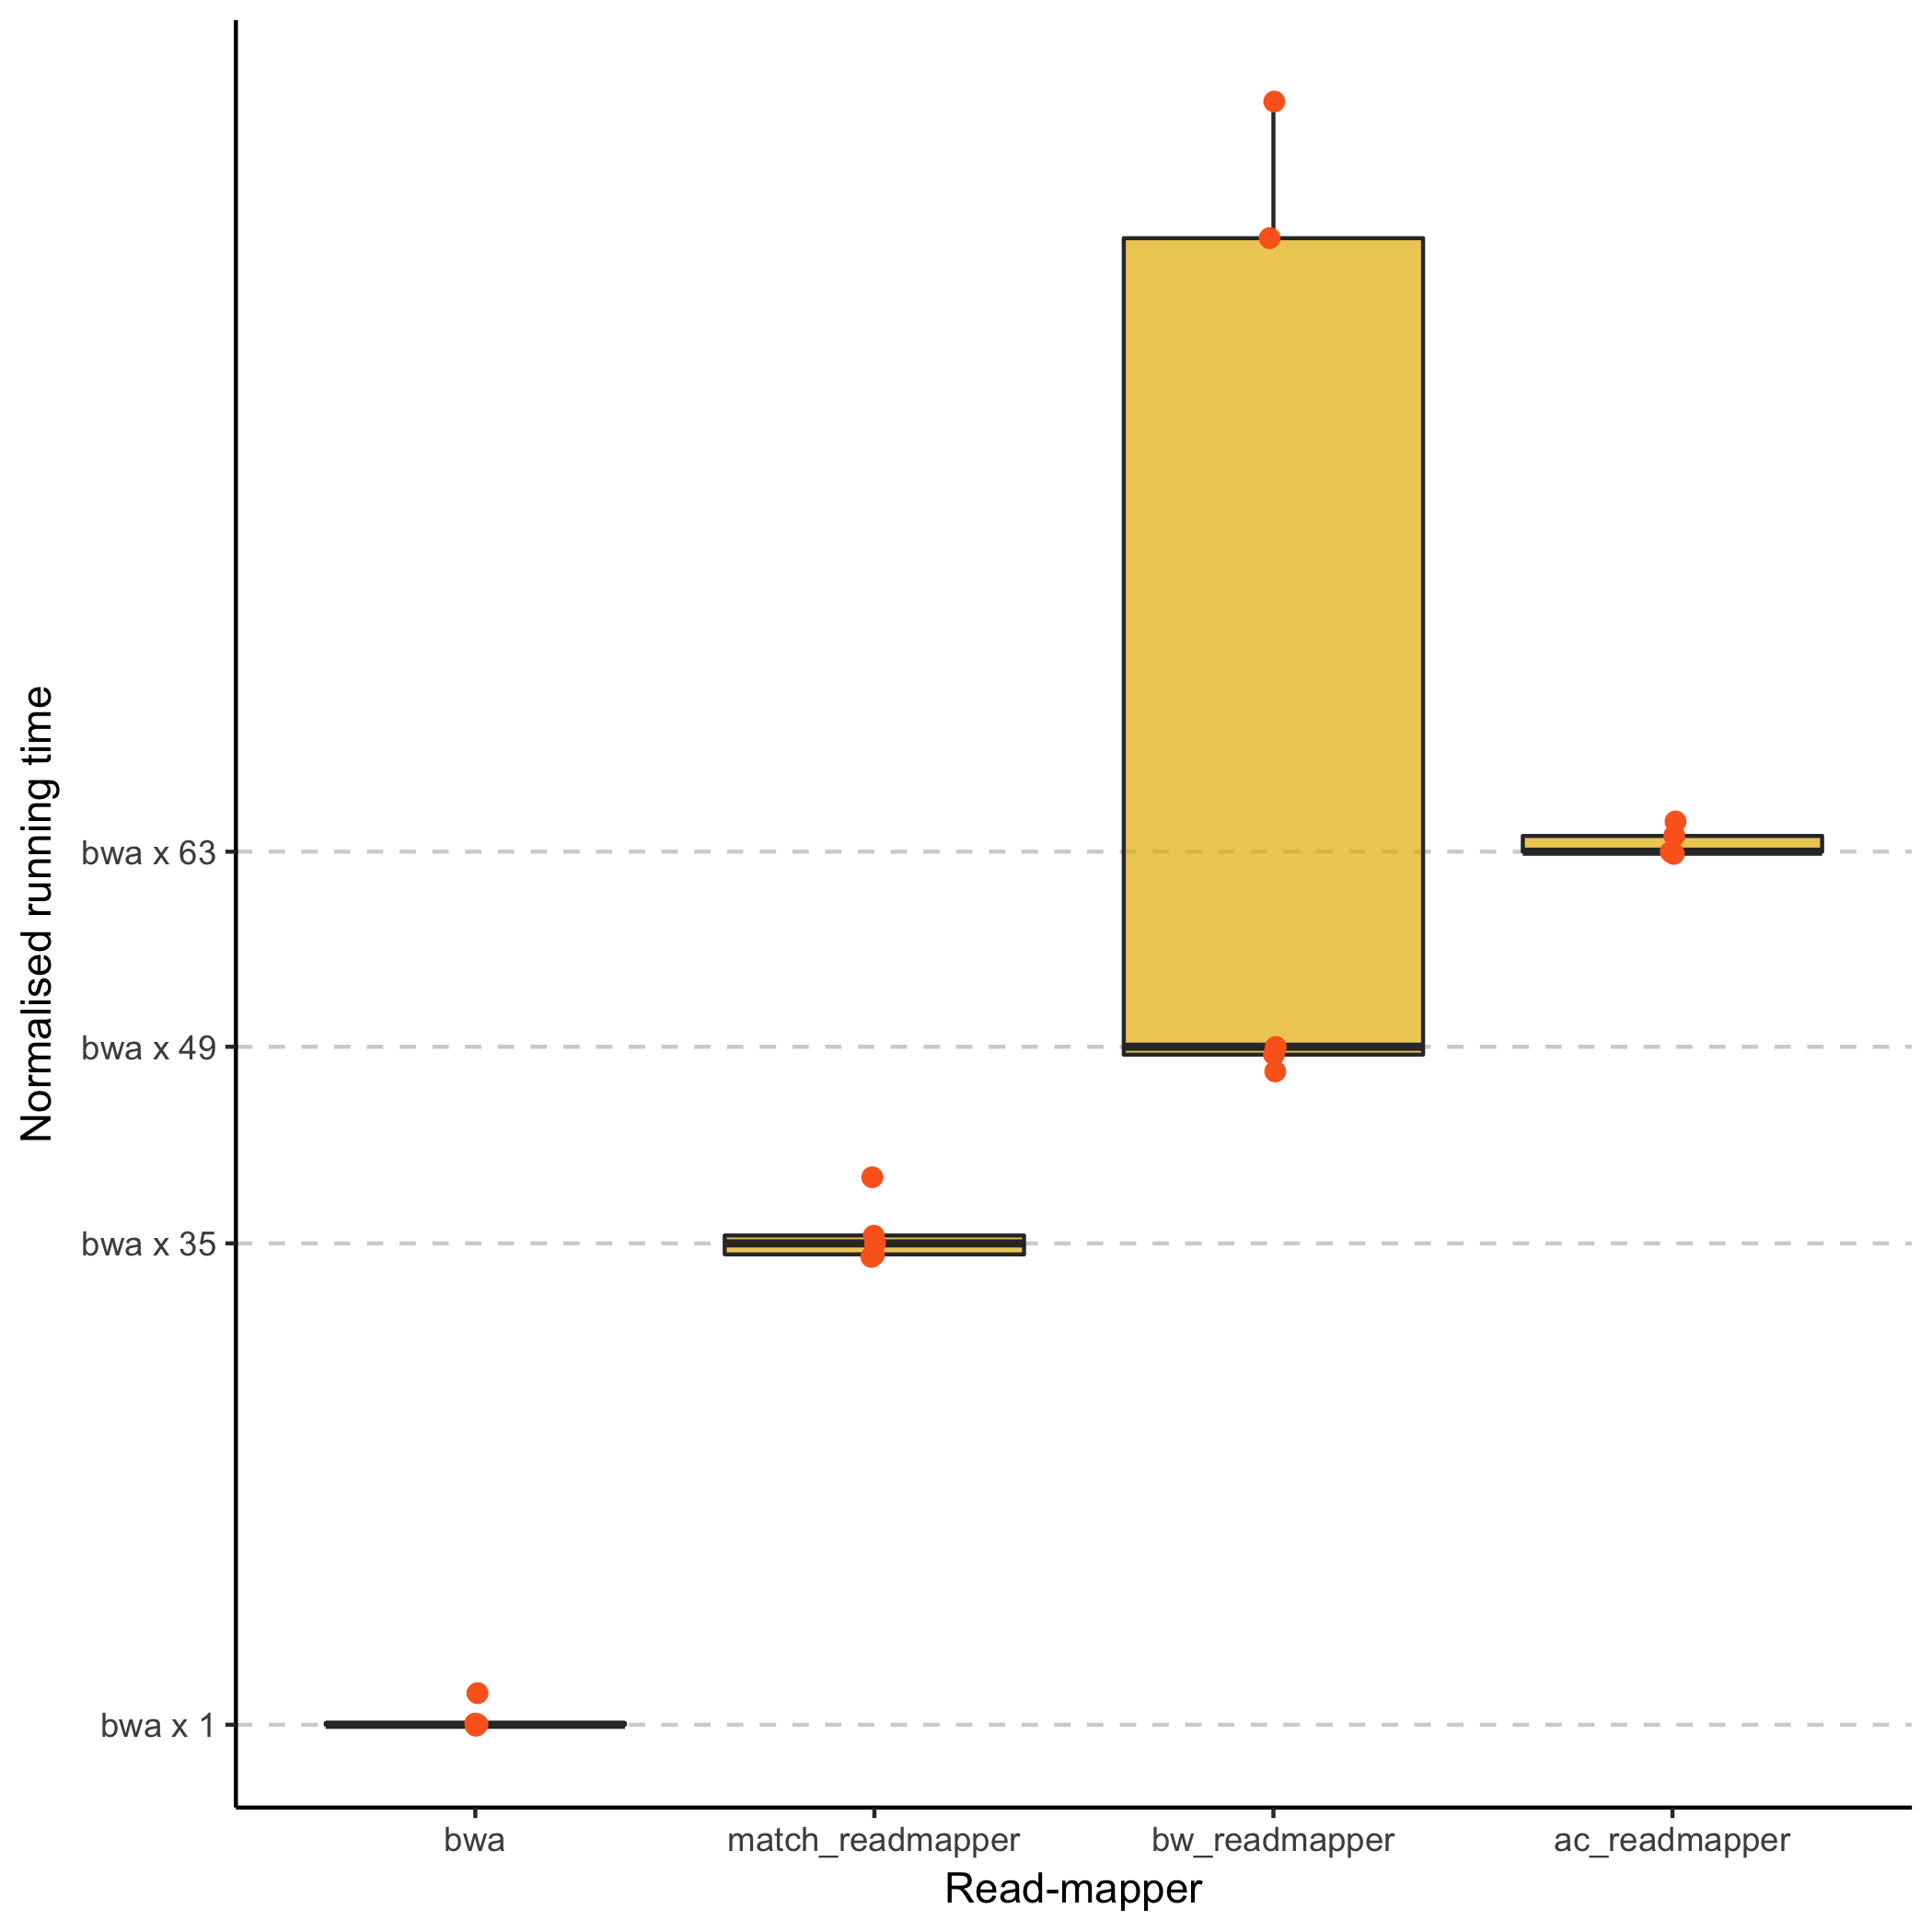 Normalised running time
bwa x 63
bwa x 49
bwa x 35
bwa x 1
bwa
match_readmapper
bw_readmapper
ac_readmapper
Read-mapper